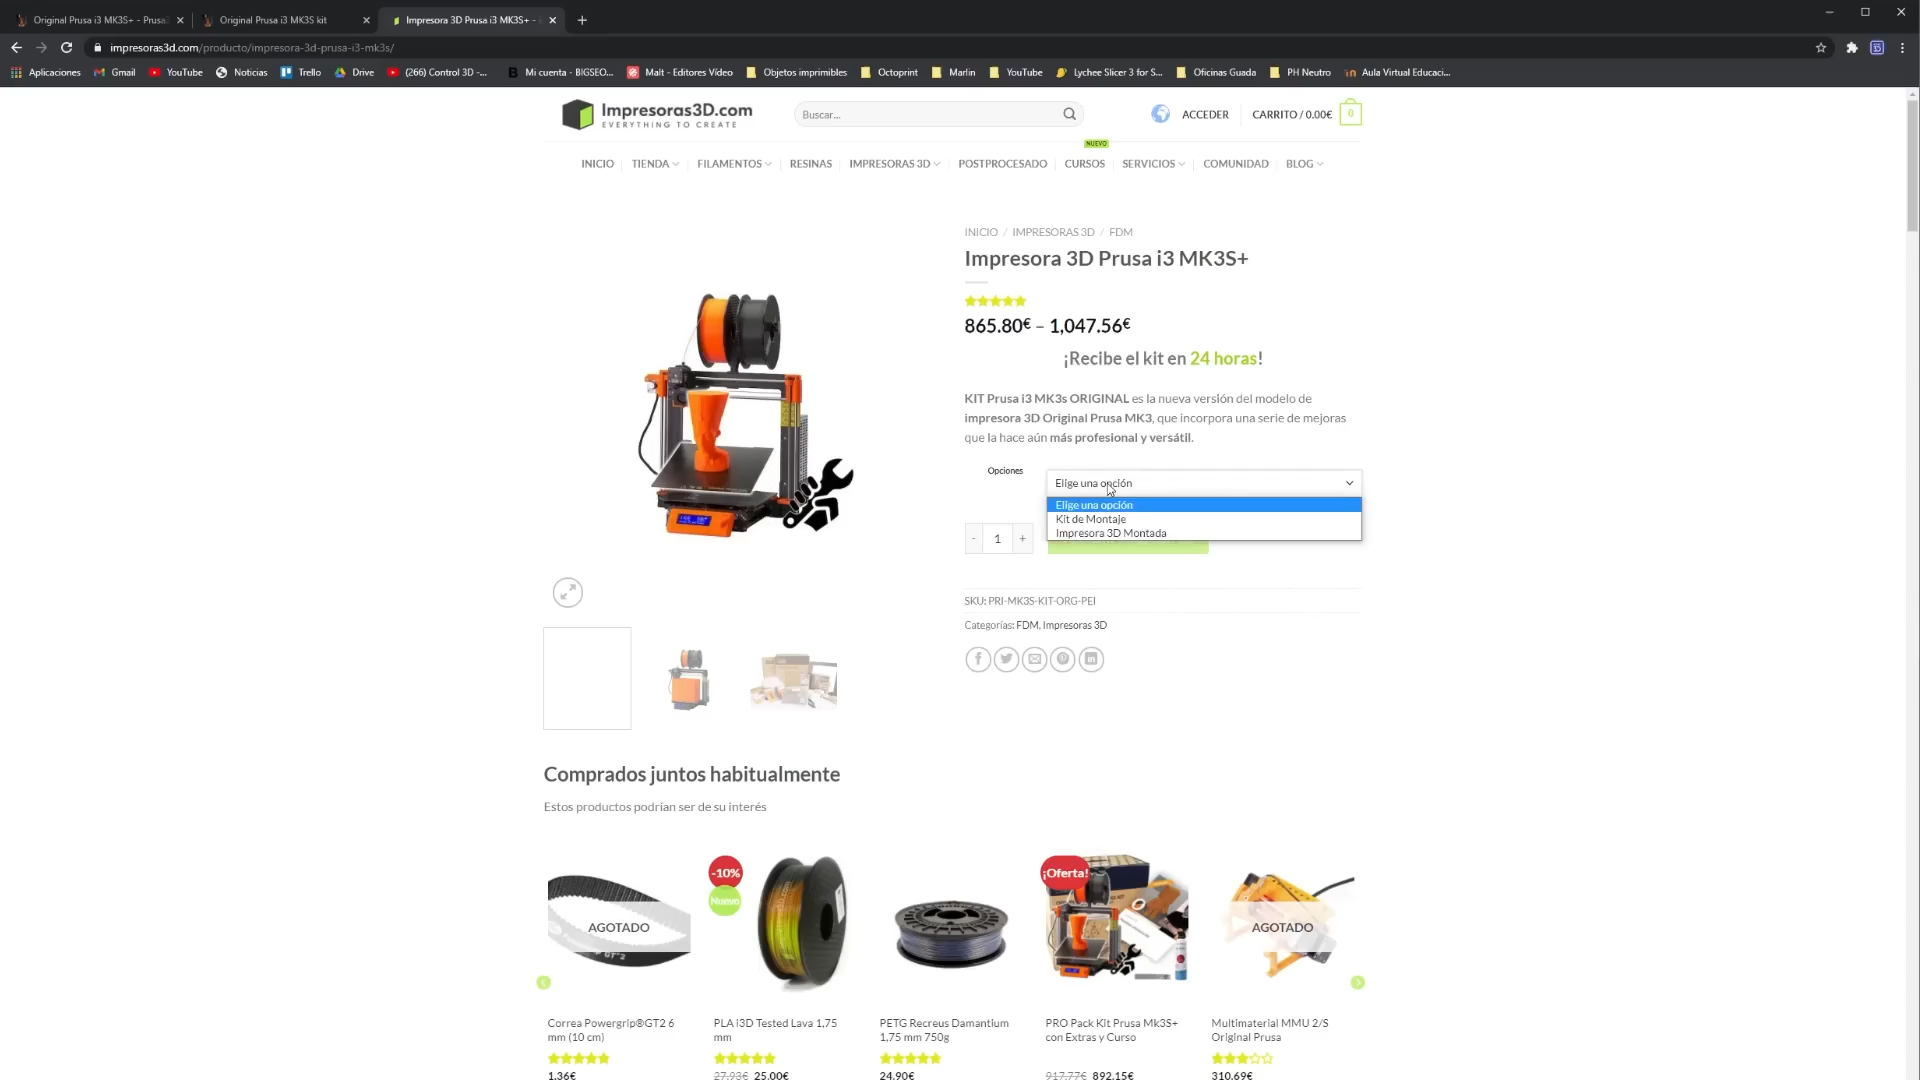 Original Prusa i3 MK3S+ - Prusa
Original Prusa i3 MK3S kit
Impresora 3D Prusa i3 MK3S+ -
impresoras3d.com/producto/impresora-3d-prusa-i3-mk3s/
Aplicaciones
Gmail
YouTube
Noticias
Trello
Drive
(266) Control 3D -...
Mi cuenta - BIGSEO...
Malt - Editores Vídeo
Objetos imprimibles
Octoprint
Marlin
YouTube
Lychee Slicer 3 for S...
Oficinas Guada
PH Neutro
Aula Virtual Educaci...
Impresoras3D.com
EVERYTHING TO CREATE
Buscar...
ACCEDER
CARRITO / 0.00€
0
NUEVO
INICIO
TIENDA
FILAMENTOS
RESINAS
IMPRESORAS 3D
POSTPROCESADO
CURSOS
SERVICIOS
COMUNIDAD
BLOG
INICIO / IMPRESORAS 3D / FDM
Impresora 3D Prusa i3 MK3S+
865.80€ – 1,047.56€
¡Recibe el kit en 24 horas!
KIT Prusa i3 MK3s ORIGINAL es la nueva versión del modelo de
impresora 3D Original Prusa MK3, que incorpora una serie de mejoras
que la hace aún más profesional y versátil.
Opciones
Elige una opción
Elige una opción
Kit de Montaje
Impresora 3D Montada
- 1 +
SKU: PRI-MK3S-KIT-ORG-PEI
Categorías: FDM, Impresoras 3D
Comprados juntos habitualmente
Estos productos podrían ser de su interés
AGOTADO
-10%
Nuevo
¡Oferta!
AGOTADO
Correa Powergrip®GT2 6
mm (10 cm)
1.36€
PLA i3D Tested Lava 1,75
mm
27.93€ 25.00€
PETG Recreus Damantium
1,75 mm 750g
24.90€
PRO Pack Kit Prusa Mk3S+
con Extras y Curso
917.77€ 892.15€
Multimaterial MMU 2/S
Original Prusa
310.69€